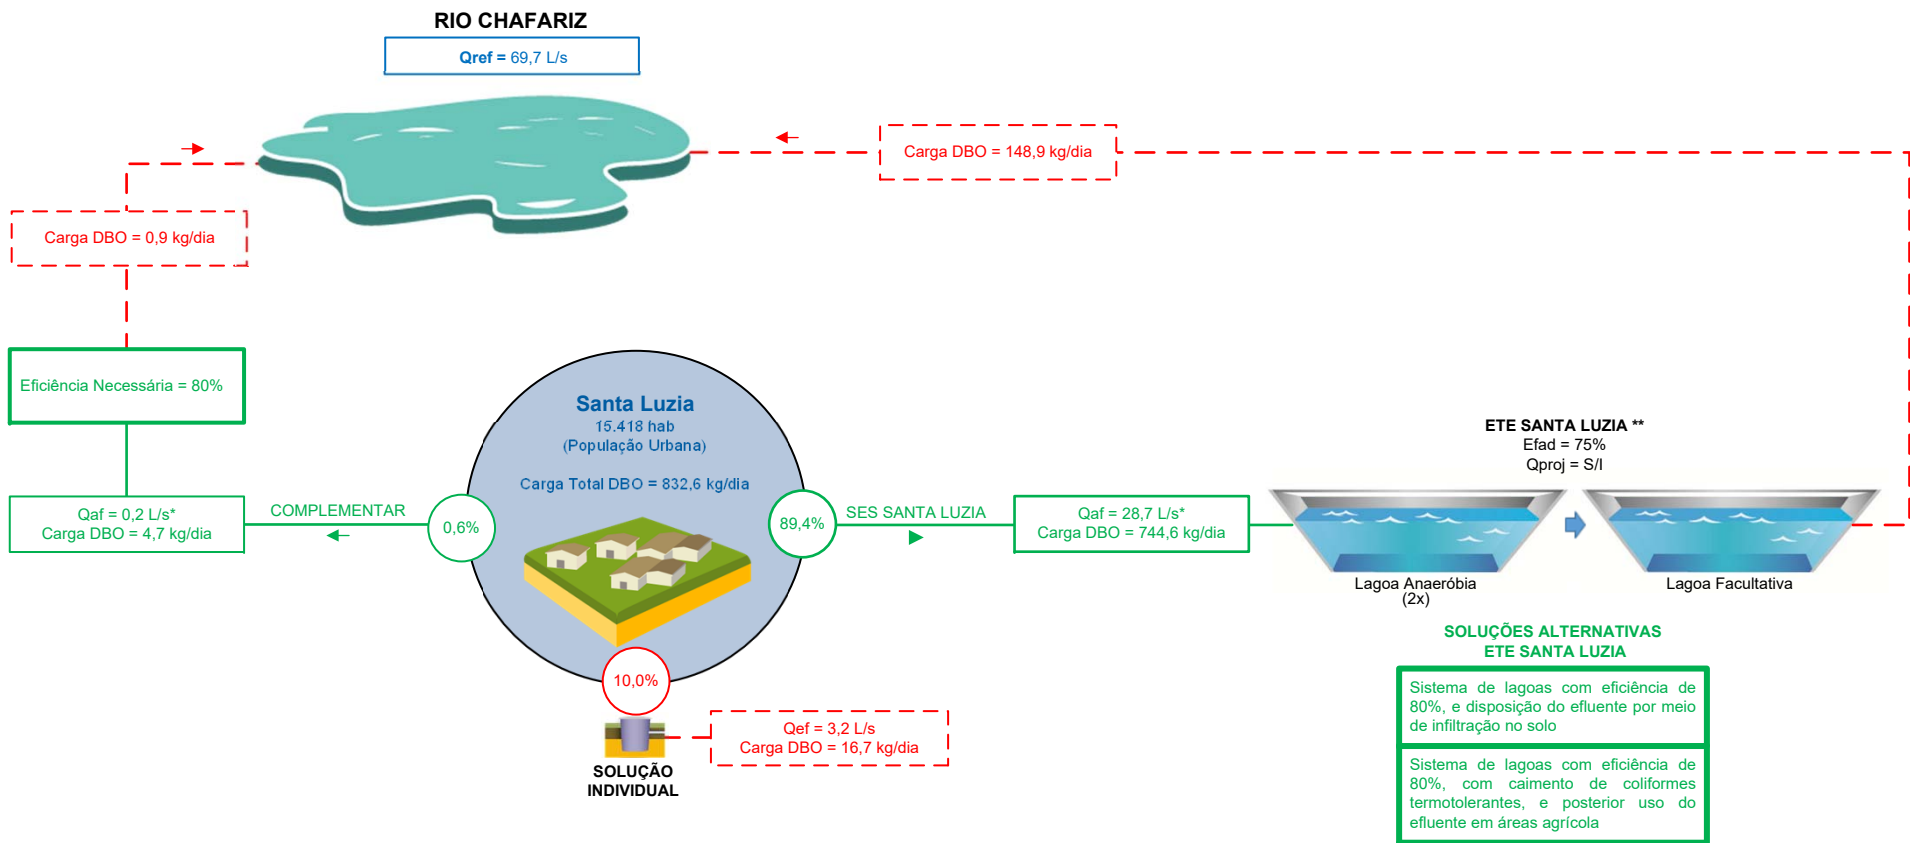 RIO CHAFARIZ
Qref = 69,7 L/s
Carga DBO = 148,9 kg/dia
Carga DBO = 0,9 kg/dia
Eficiência Necessária = 80%
Qaf = 0,2 L/s*
Carga DBO = 4,7 kg/dia
COMPLEMENTAR
0,6%
Santa Luzia
15.418 hab
(População Urbana)
Carga Total DBO = 832,6 kg/dia
89,4%
SES SANTA LUZIA
Qaf = 28,7 L/s*
Carga DBO = 744,6 kg/dia
ETE SANTA LUZIA **
Efad = 75%
Qproj = S/I
Lagoa Anaeróbia
(2x)
Lagoa Facultativa
10,0%
Qef = 3,2 L/s
Carga DBO = 16,7 kg/dia
SOLUÇÃO
INDIVIDUAL
SOLUÇÕES ALTERNATIVAS
ETE SANTA LUZIA
Sistema de lagoas com eficiência de
80%, e disposição do efluente por meio
de infiltração no solo
Sistema de lagoas com eficiência de
80%, com caimento de coliformes
termotolerantes, e posterior uso do
efluente em áreas agrícola